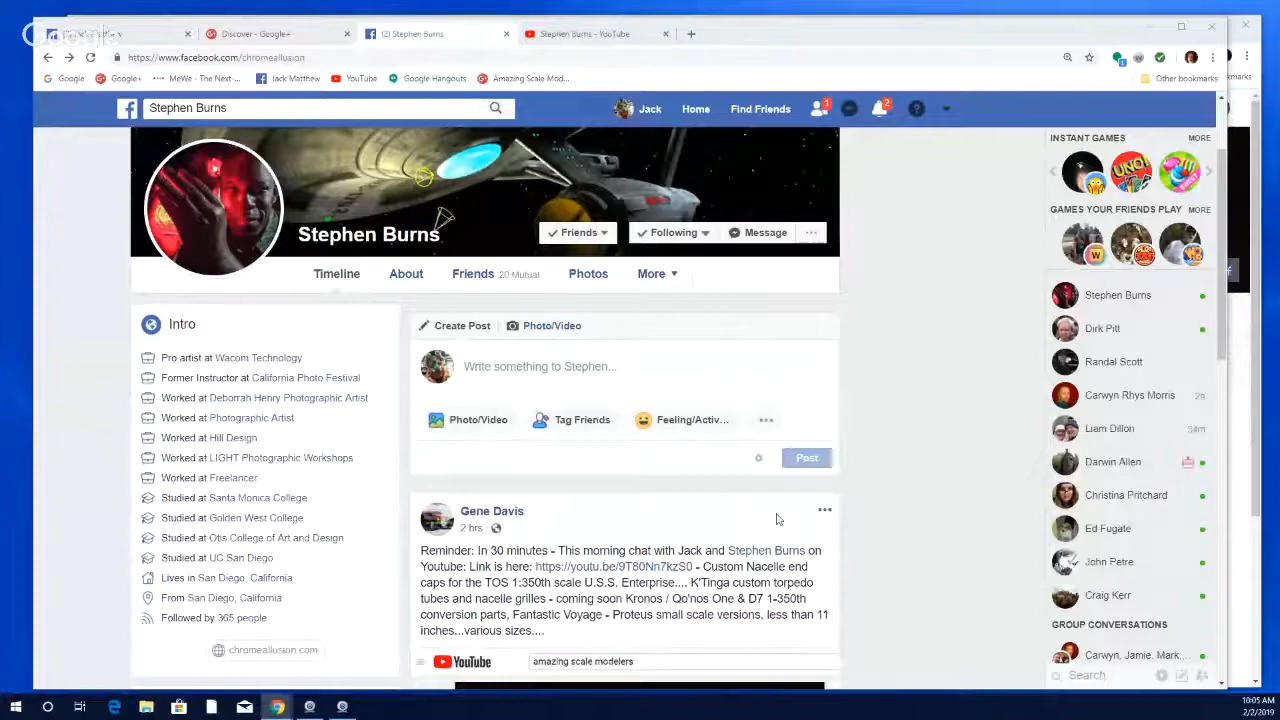 Google
Discover - Google+
(2) Stephen Burns
Stephen Burns - YouTube
https://www.facebook.com/chromeallusion
Google
Google+
MeWe - The Next -...
Jack Matthew
YouTube
Google Hangouts
Amazing Scale Mod...
Other bookmarks
Stephen Burns
Jack
Home
Find Friends
1
2
Stephen Burns
Friends
Following
Message
Timeline
About
Friends 20 Mutual
Photos
More
Intro
Pro artist at Wacom Technology
Former Instructor at California Photo Festival
Worked at Deborrah Henry Photographic Artist
Worked at Photographic Artist
Worked at Hill Design
Worked at LIGHT Photographic Workshops
Worked at Freelancer
Studied at Santa Monica College
Studied at Golden West College
Studied at Otis College of Art and Design
Studied at UC San Diego
Lives in San Diego, California
From San Diego, California
Followed by 365 people
chromeallusion.com
Create Post
Photo/Video
Write something to Stephen...
Photo/Video
Tag Friends
Feeling/Activ...
Post
Gene Davis
2 hrs
Reminder: In 30 minutes - This morning chat with Jack and Stephen Burns on
Youtube: Link is here: https://youtu.be/9T80Nn7kzS0 - Custom Nacelle end
caps for the TOS 1:350th scale U.S.S. Enterprise.... K'Tinga custom torpedo
tubes and nacelle grilles - coming soon Kronos / Qo'nos One & D7 1-350th
conversion parts, Fantastic Voyage - Proteus small scale versions, less than 11
inches...various sizes....
YouTube
amazing scale modelers
INSTANT GAMES
MORE
UNO!
GAMES YOUR FRIENDS PLAY
MORE
Stephen Burns
Dirk Pitt
Randal Scott
Carwyn Rhys Morris
2h
Liam Dillon
34m
Darwin Allen
Christina Pritchard
Ed Fugate
John Petre
Craig Kerr
GROUP CONVERSATIONS
Carwyn, Jamie, Mark,...
Search
10:05 AM
2/2/2019